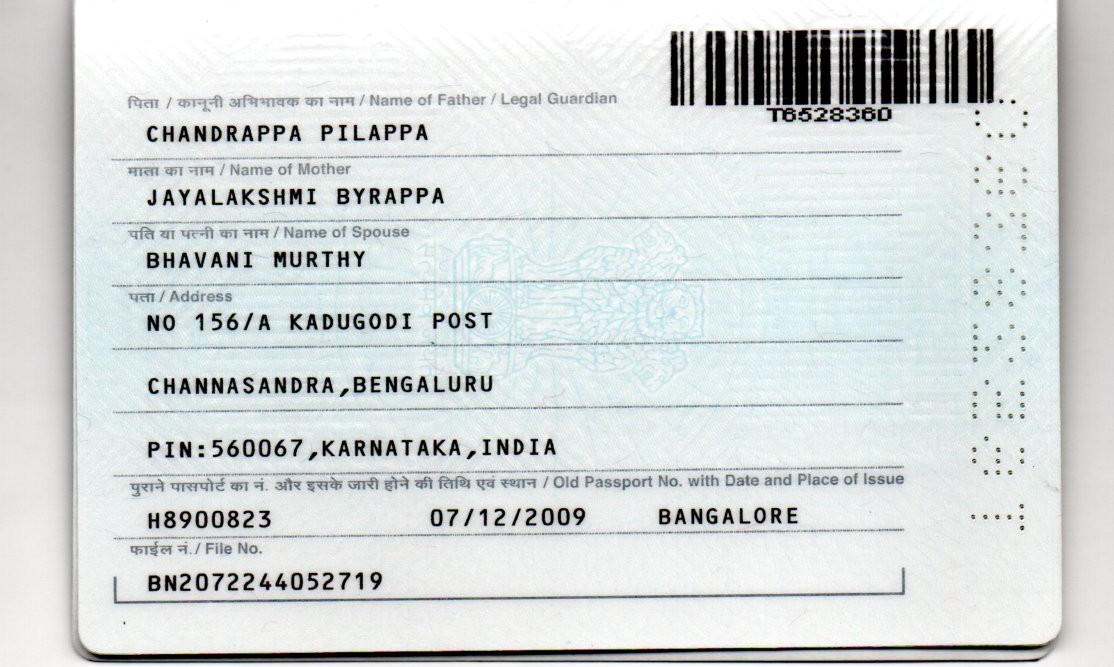 पिता / कानूनी अभिभावक का नाम / Name of Father / Legal Guardian
T6528360
CHANDRAPPA PILAPPA
माता का नाम / Name of Mother
JAYALAKSHMI BYRAPPA
पति या पत्नी का नाम / Name of Spouse
BHAVANI MURTHY
पता / Address
NO 156/A KADUGODI POST
CHANNASANDRA,BENGALURU
PIN:560067,KARNATAKA,INDIA
पुराने पासपोर्ट का नं. और इसके जारी होने की तिथि एवं स्थान / Old Passport No. with Date and Place of Issue
H8900823 07/12/2009 BANGALORE
फाईल नं./ File No.
BN2072244052719